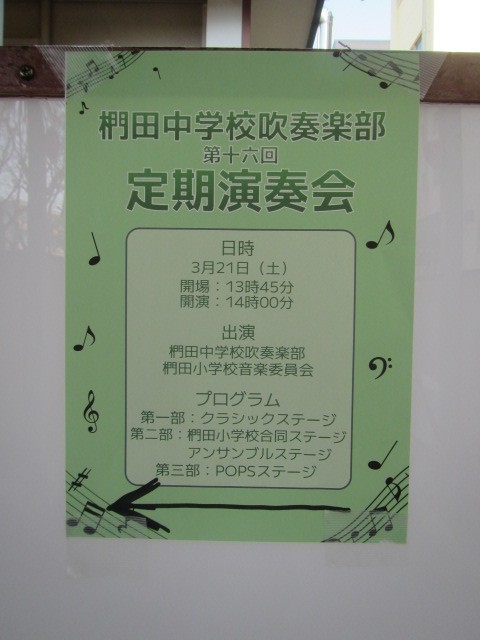 椚田中学校吹奏楽部
第十六回
定期演奏会
日時
3月21日（土）
開場：13時45分
開演：14時00分
出演
椚田中学校吹奏楽部
椚田小学校音楽委員会
プログラム
第一部：クラシックステージ
第二部：椚田小学校合同ステージ
アンサンブルステージ
第三部：POPSステージ